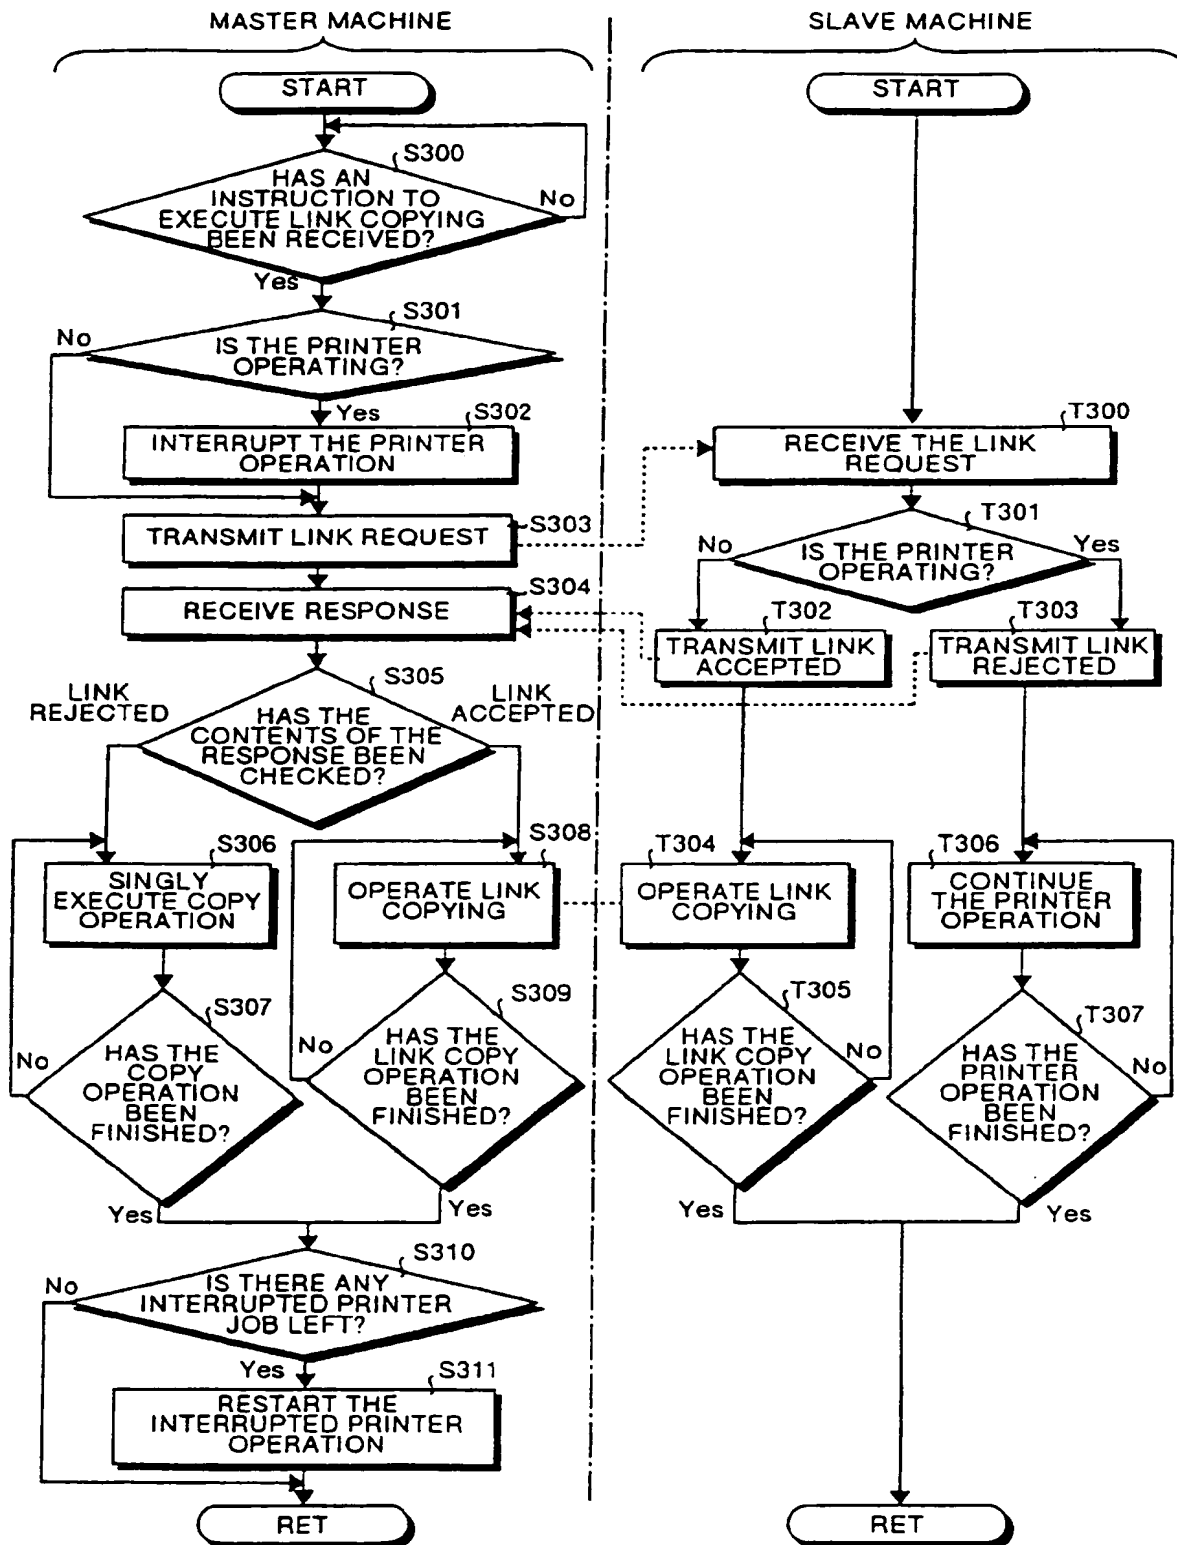 MASTER MACHINE
START
S300
HAS AN
INSTRUCTION TO
EXECUTE LINK COPYING
BEEN RECEIVED?
No
Yes
S301
No
IS THE PRINTER
OPERATING?
Yes
S302
INTERRUPT THE PRINTER
OPERATION
TRANSMIT LINK REQUEST
S303
S304
RECEIVE RESPONSE
S305
LINK
REJECTED
LINK
ACCEPTED
HAS THE
CONTENTS OF THE
RESPONSE BEEN
CHECKED?
S306
SINGLY
EXECUTE COPY
OPERATION
S308
OPERATE LINK
COPYING
S307
No
HAS THE
COPY
OPERATION
BEEN
FINISHED?
Yes
S309
No
HAS THE
LINK COPY
OPERATION
BEEN
FINISHED?
Yes
S310
No
IS THERE ANY
INTERRUPTED PRINTER
JOB LEFT?
Yes
S311
RESTART THE
INTERRUPTED PRINTER
OPERATION
RET
SLAVE MACHINE
START
T300
RECEIVE THE LINK
REQUEST
T301
No
Yes
IS THE PRINTER
OPERATING?
T302
TRANSMIT LINK
ACCEPTED
T303
TRANSMIT LINK
REJECTED
T304
OPERATE LINK
COPYING
T306
CONTINUE
THE PRINTER
OPERATION
T305
HAS THE
LINK COPY
OPERATION
BEEN
FINISHED?
No
Yes
T307
HAS THE
PRINTER
OPERATION
BEEN
FINISHED?
No
Yes
RET